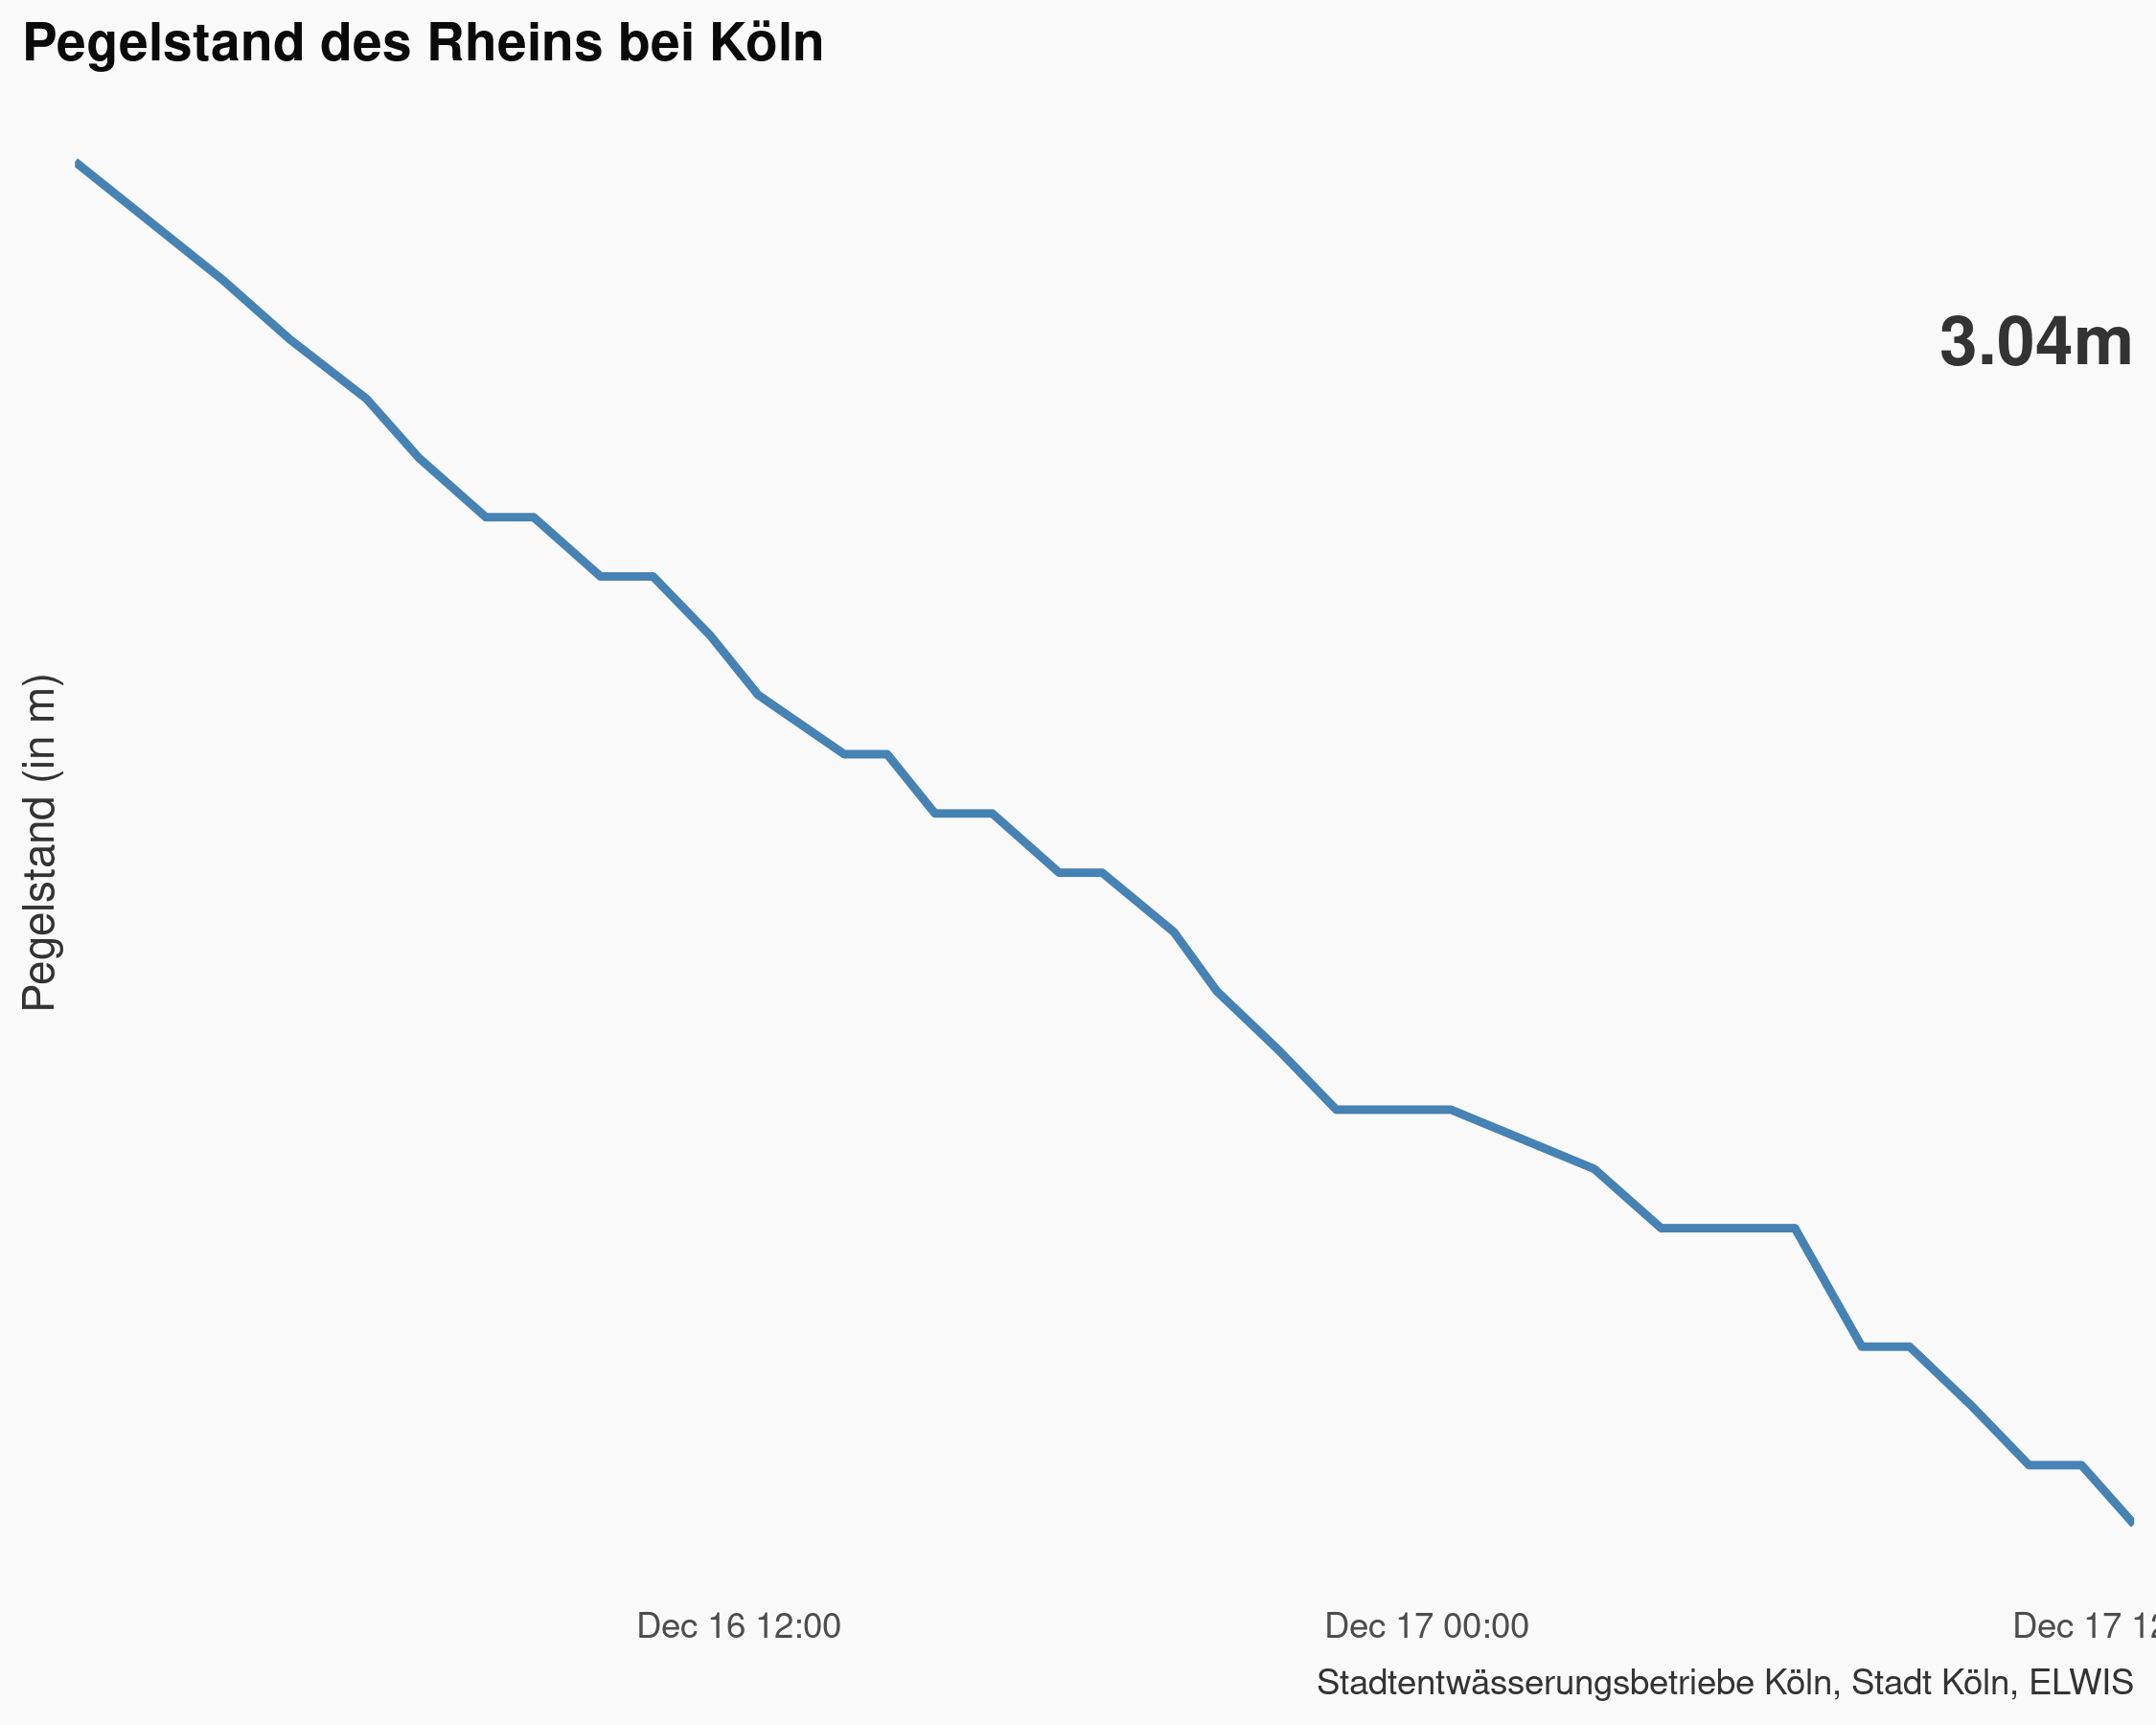 Pegelstand des Rheins bei Köln
3.04m
Pegelstand (in m)
Dec 16 12:00
Dec 17 00:00
Dec 17 12
Stadtentwässerungsbetriebe Köln, Stadt Köln, ELWIS